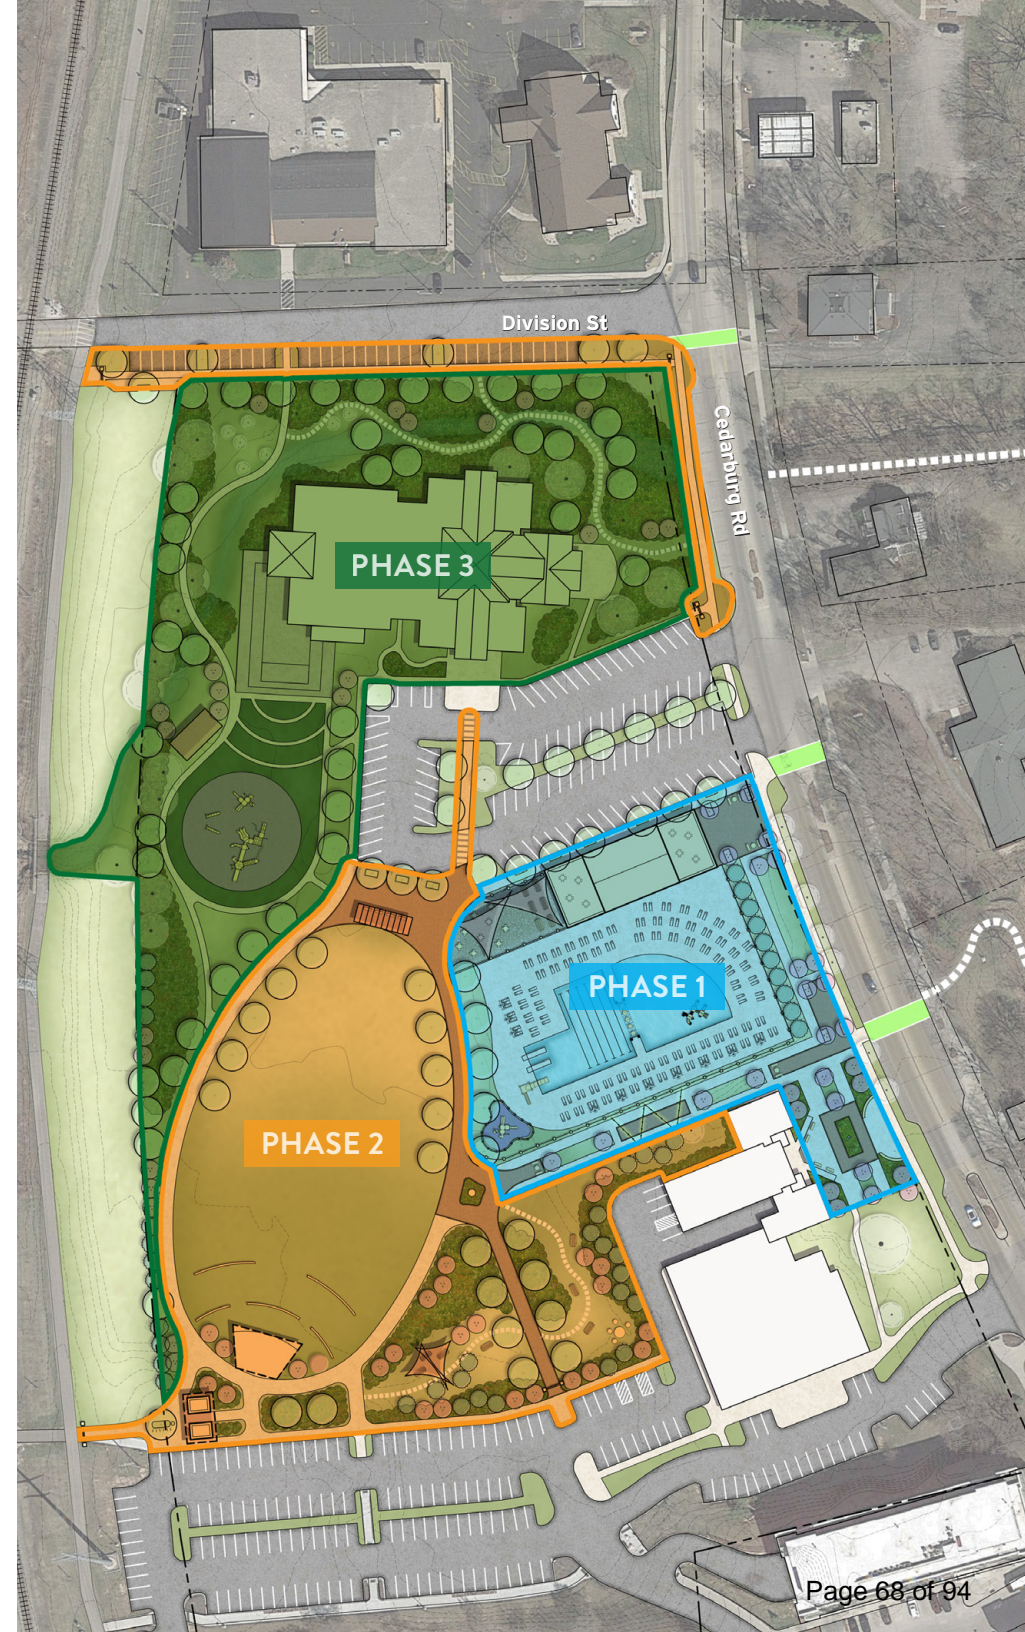 Division St
Cedarburg Rd
PHASE 3
PHASE 1
PHASE 2
Page 68 of 94